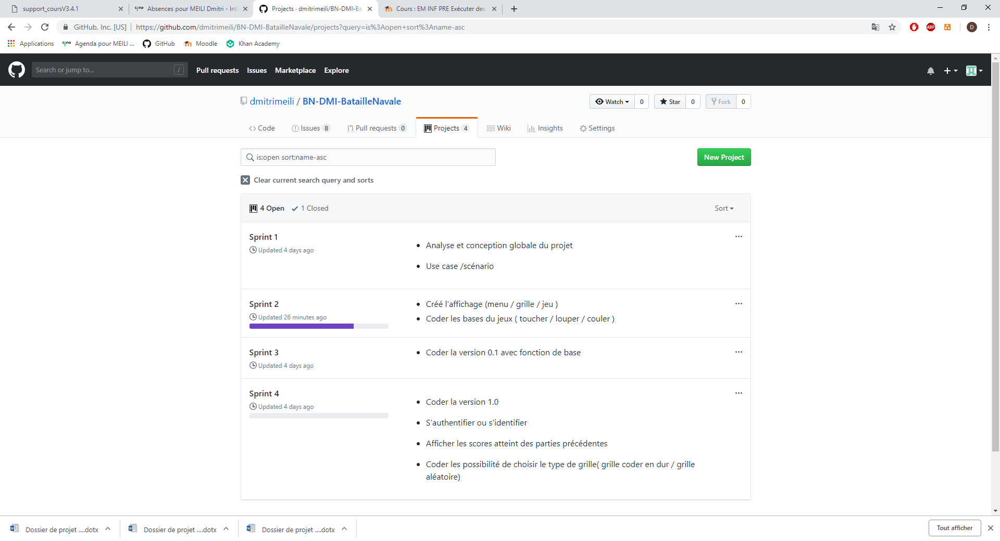 support_coursV3.4.1
cpnv Absences pour MEILI Dmitri - Int
Projects · dmitrimeili/BN-DMI-Ba
Cours : EM INF PRE Exécuter des
GitHub, Inc. [US] | https://github.com/dmitrimeili/BN-DMI-BatailleNavale/projects?query=is%3Aopen+sort%3Aname-asc
ABP
D
Applications
cpnv Agenda pour MEILI ...
GitHub
Moodle
Khan Academy
Search or jump to... /
Pull requests Issues Marketplace Explore
dmitrimeili / BN-DMI-BatailleNavale
Watch 0 Star 0 Fork 0
Code Issues 8 Pull requests 0 Projects 4 Wiki Insights Settings
is:open sort:name-asc
New Project
Clear current search query and sorts
4 Open 1 Closed Sort
Sprint 1
Updated 4 days ago
• Analyse et conception globale du projet
• Use case /scénario
Sprint 2
Updated 26 minutes ago
• Créé l'affichage (menu / grille / jeu )
• Coder les bases du jeux ( toucher / louper / couler )
Sprint 3
Updated 4 days ago
• Coder la version 0.1 avec fonction de base
Sprint 4
Updated 4 days ago
• Coder la version 1.0
• S'authentifier ou s'identifier
• Afficher les scores atteint des parties précédentes
• Coder les possibilité de choisir le type de grille( grille coder en dur / grille
aléatoire)
Dossier de projet ....dotx
Dossier de projet ....dotx
Dossier de projet ....dotx
Tout afficher